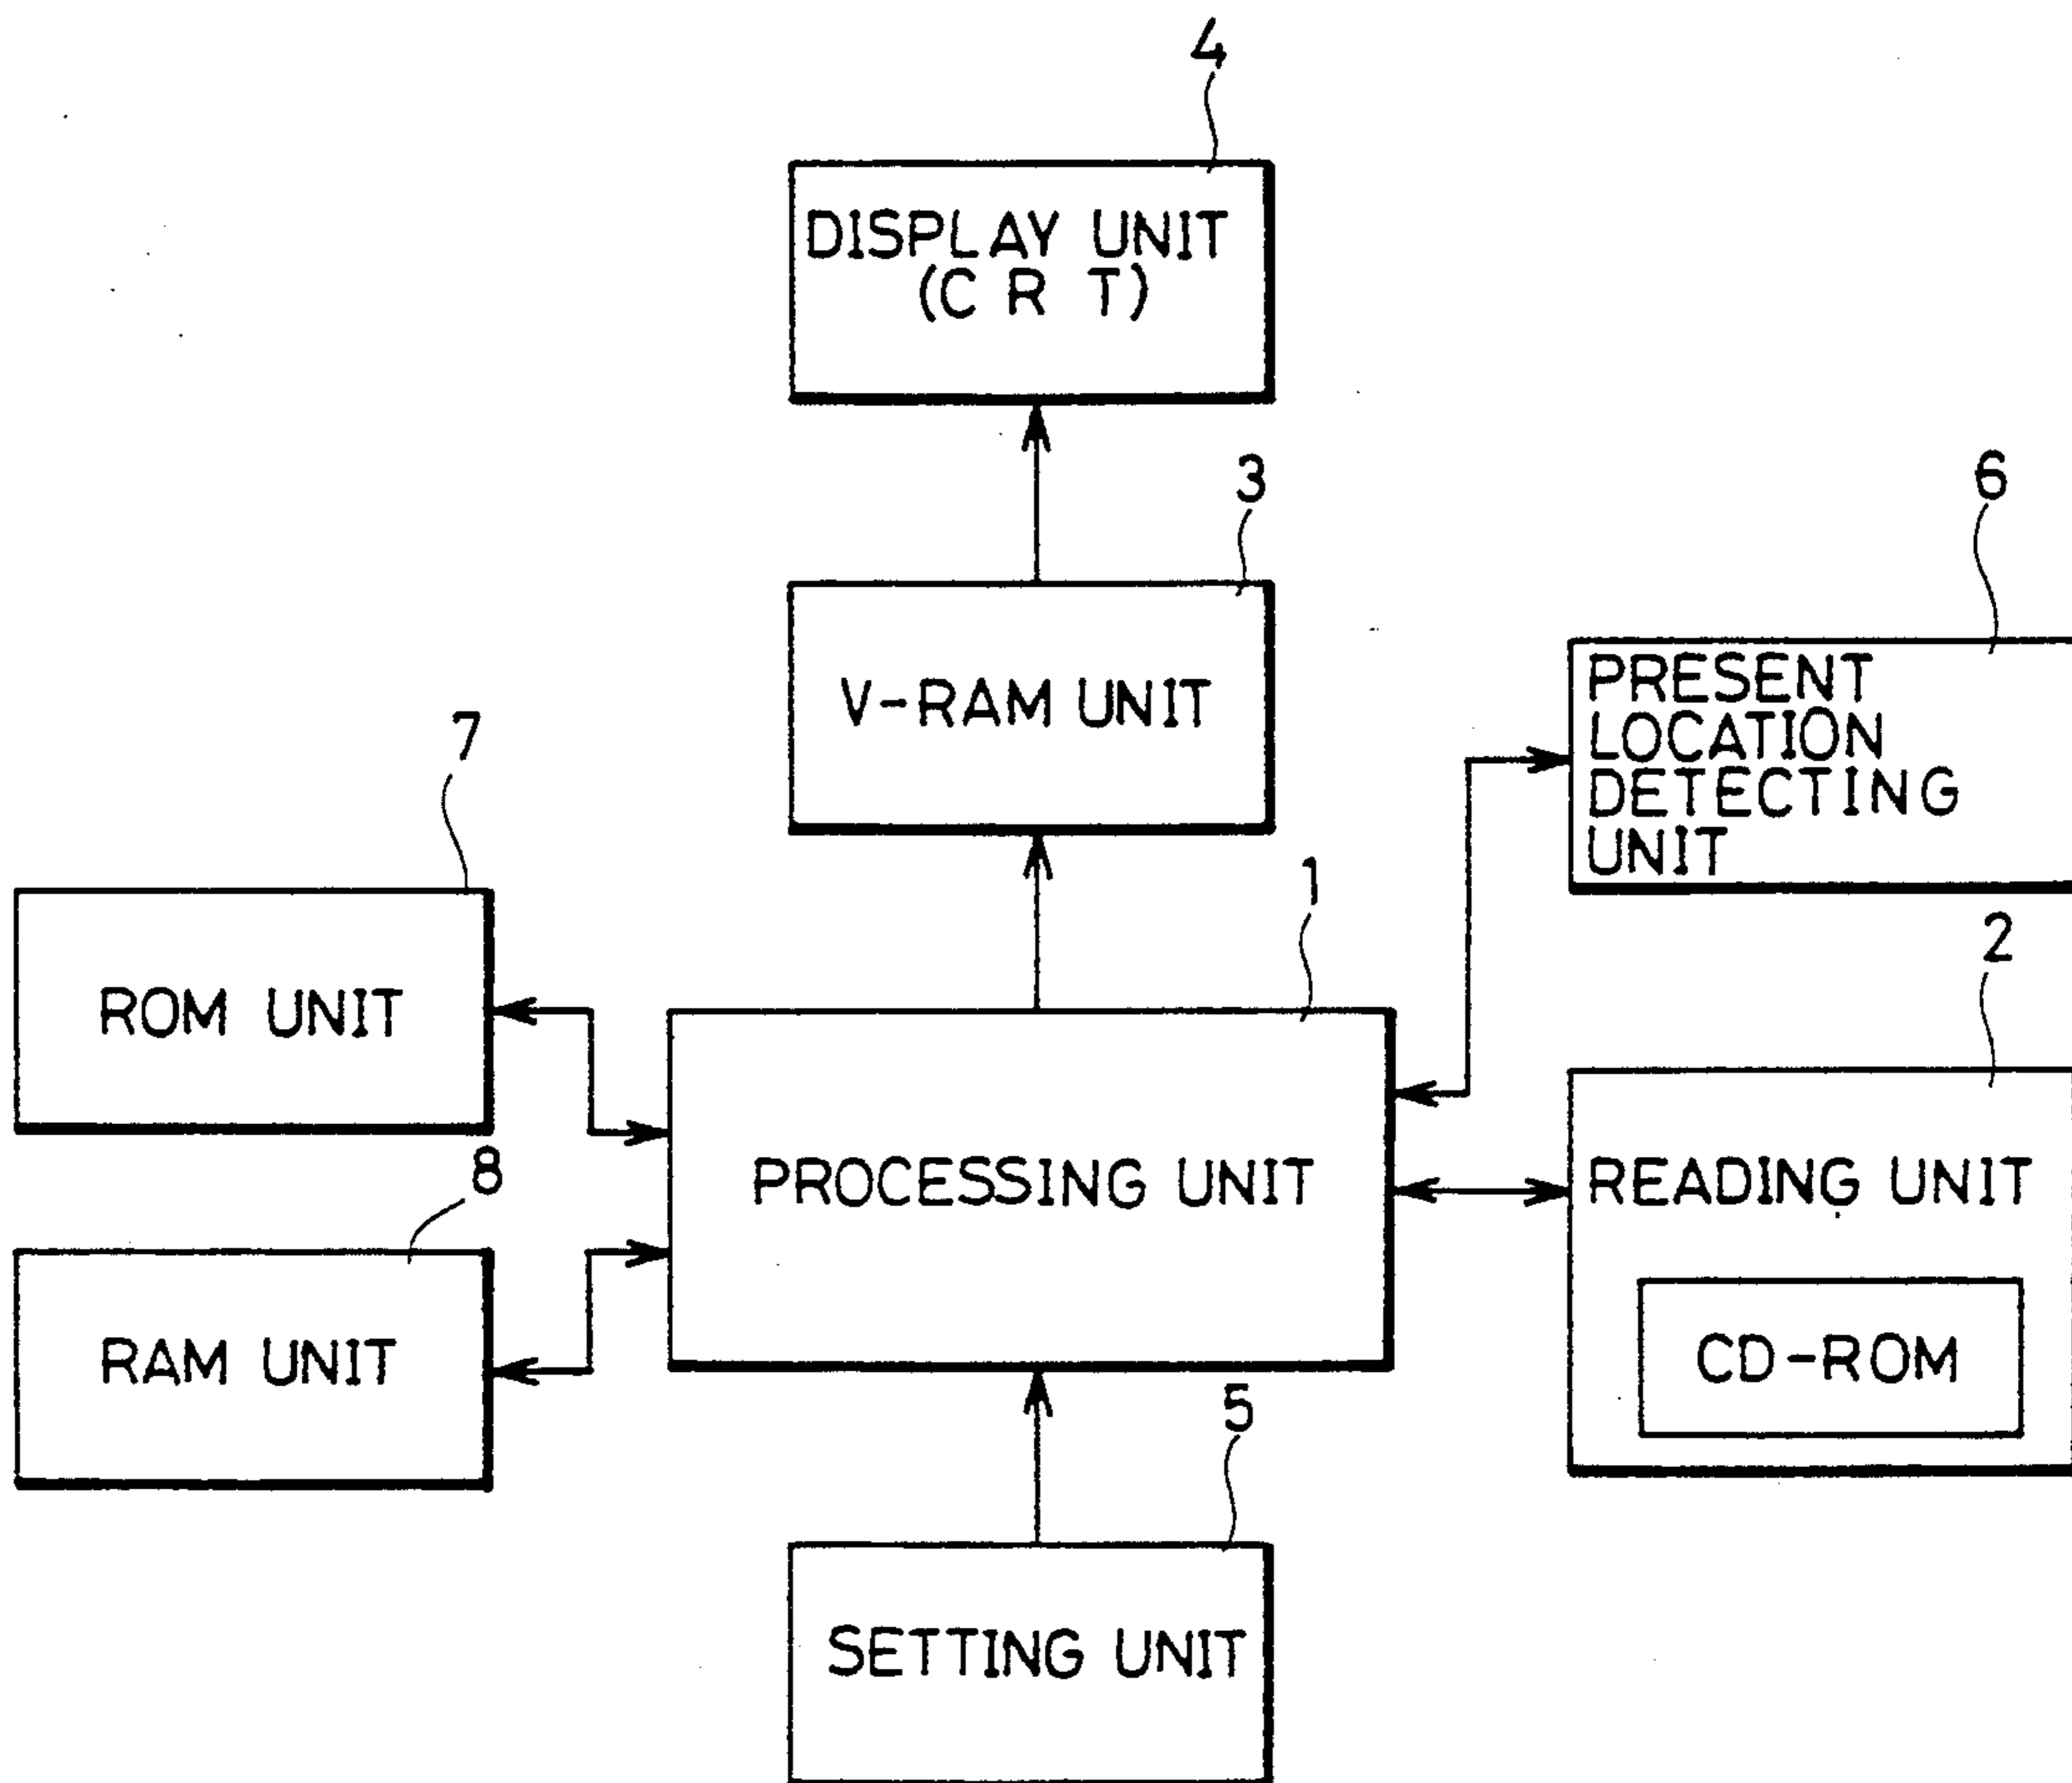 4
DISPLAY UNIT
(C R T)
3
V-RAM UNIT
6
PRESENT
LOCATION
DETECTING
UNIT
7
ROM UNIT
1
PROCESSING UNIT
2
READING UNIT
CD-ROM
8
RAM UNIT
5
SETTING UNIT